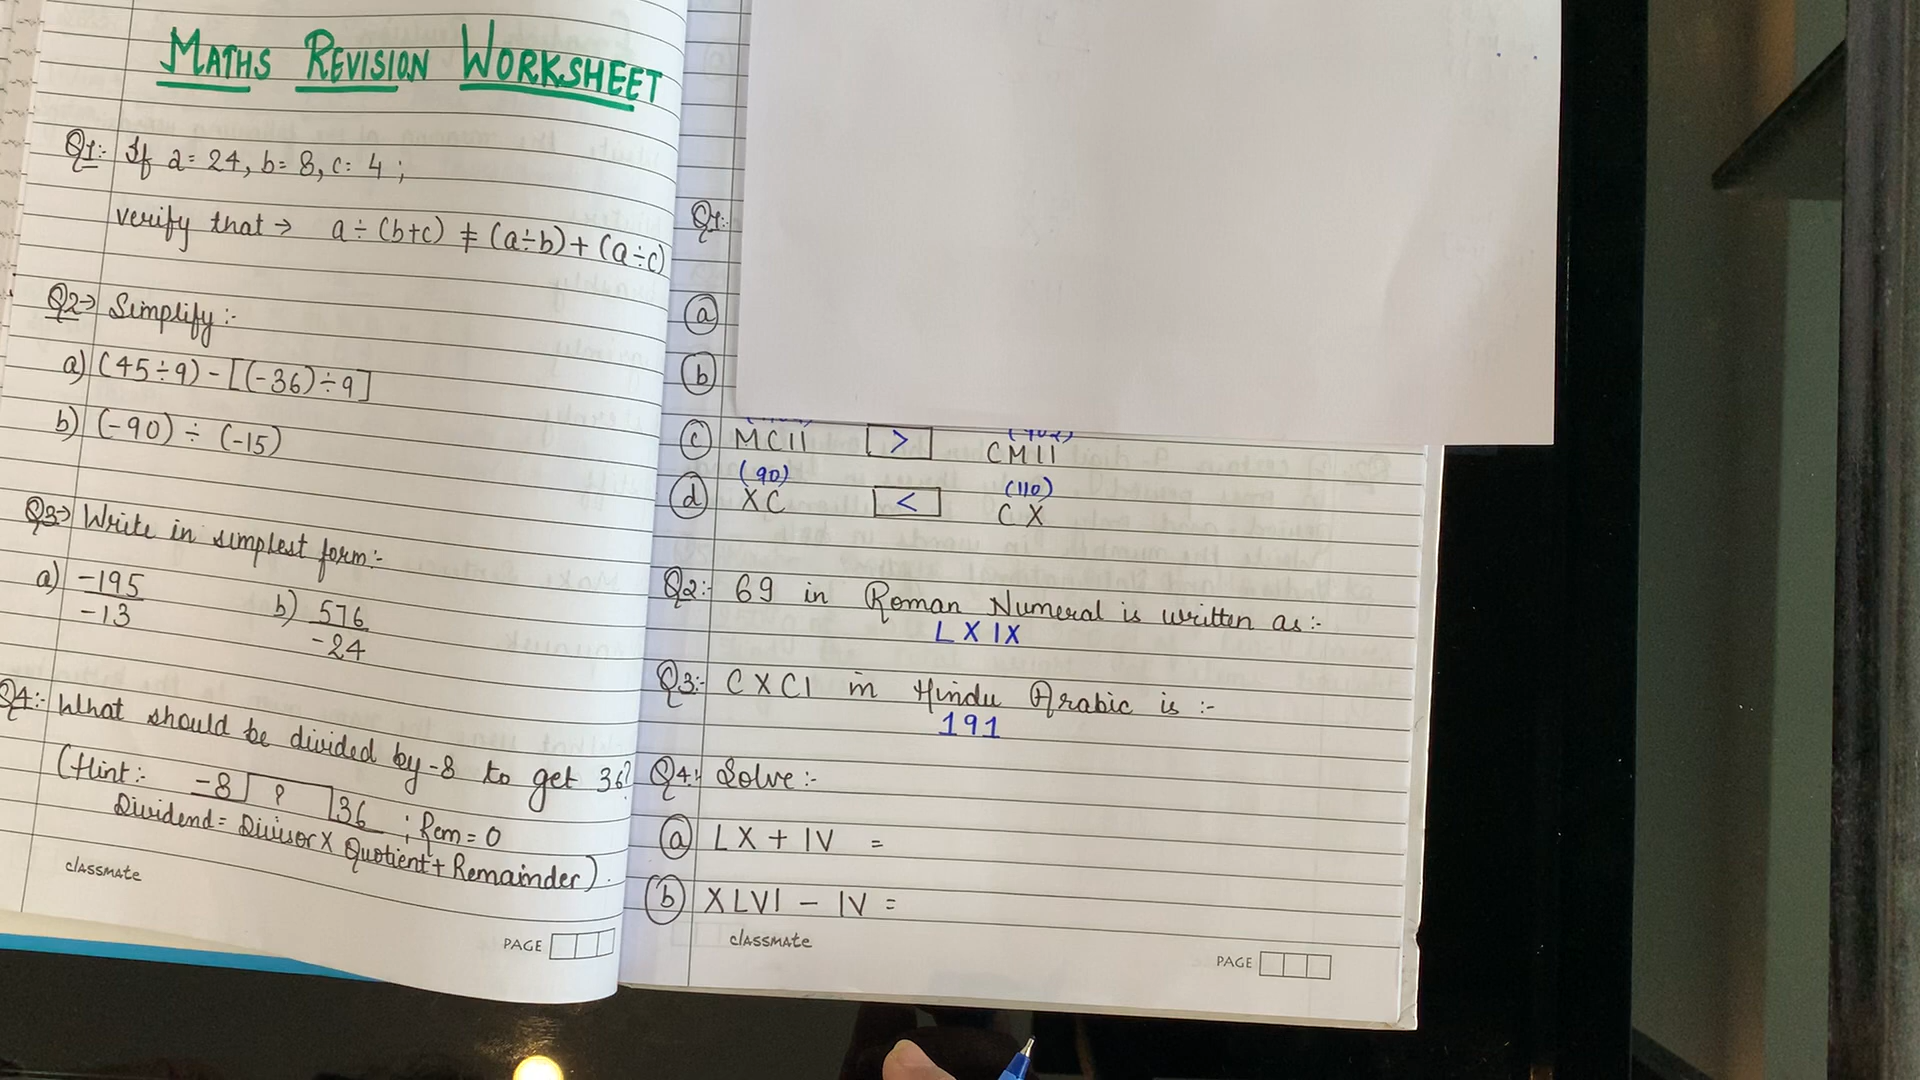 MATHS REVISION WORKSHEET
Q1:- If a= 24, b= 8, c= 4 ;
verify that → a ÷ (b+c) ≠ (a÷b) + (a÷c)
Q2→ Simplify :-
a) (45÷9) - [(-36) ÷ 9]
b) (-90) ÷ (-15)
Q3→ Write in simplest form:-
a) -195
-13
b) 576
-24
Q4:- What should be divided by -8 to get 36?
(Hint:- -8 ? 36 ; Rem = 0
Dividend = Divisor X Quotient + Remainder).
classmate
PAGE
Q1:-
a
b
c MCII > CMII
(90) (110)
d XC < CX
Q2:- 69 in Roman Numeral is written as :-
LXIX
Q3:- CXCI in Hindu Arabic is :-
191
Q4:- Solve :-
a LX + IV =
b XLVI - IV =
classmate
PAGE